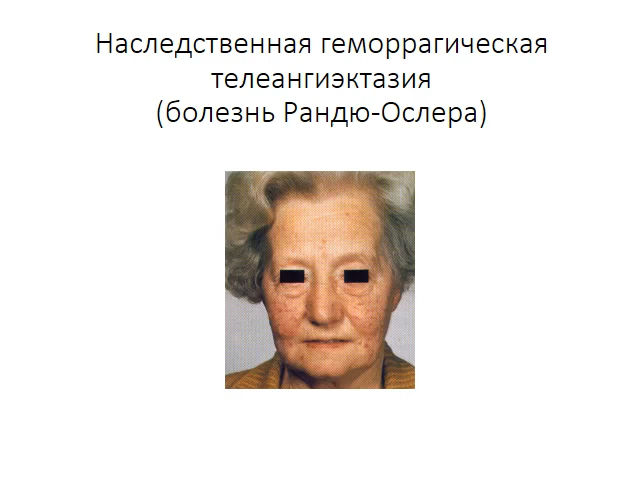 Наследственная геморрагическая
телеангиэктазия
(болезнь Рандю-Ослера)